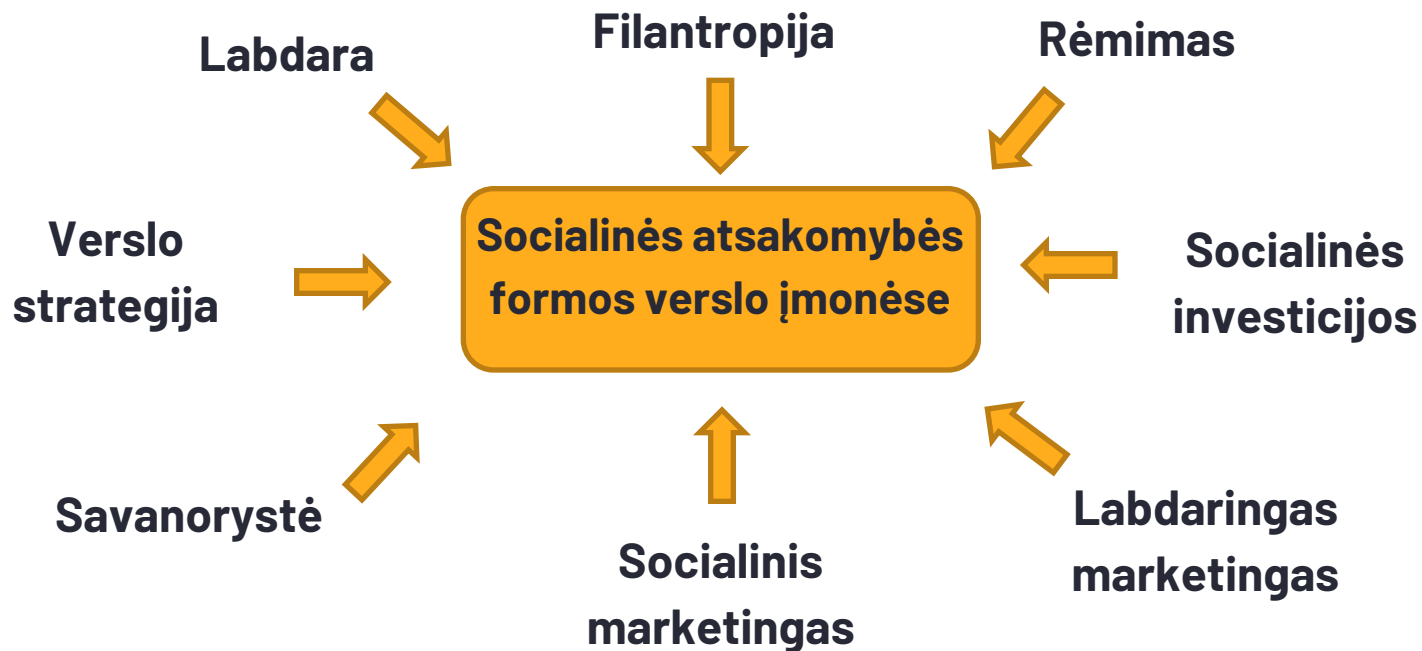 Labdara
Filantropija
Rėmimas
Verslo
strategija
Socialinės atsakomybės
formos verslo įmonėse
Socialinės
investicijos
Savanorystė
Socialinis
marketingas
Labdaringas
marketingas